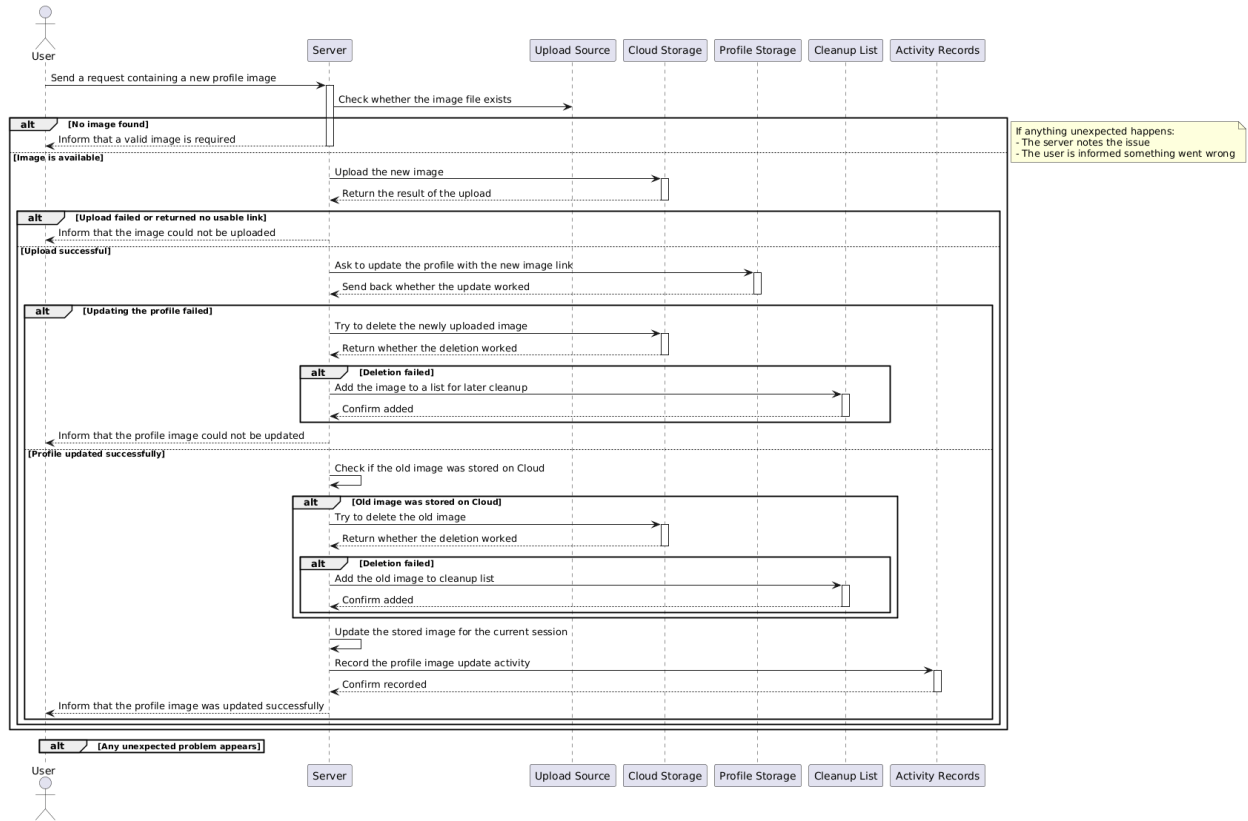 User
Server
Upload Source
Cloud Storage
Profile Storage
Cleanup List
Activity Records
Send a request containing a new profile image
Check whether the image file exists
alt [No image found]
Inform that a valid image is required
If anything unexpected happens:
- The server notes the issue
- The user is informed something went wrong
[Image is available]
Upload the new image
Return the result of the upload
alt [Upload failed or returned no usable link]
Inform that the image could not be uploaded
[Upload successful]
Ask to update the profile with the new image link
Send back whether the update worked
alt [Updating the profile failed]
Try to delete the newly uploaded image
Return whether the deletion worked
alt [Deletion failed]
Add the image to a list for later cleanup
Confirm added
Inform that the profile image could not be updated
[Profile updated successfully]
Check if the old image was stored on Cloud
alt [Old image was stored on Cloud]
Try to delete the old image
Return whether the deletion worked
alt [Deletion failed]
Add the old image to cleanup list
Confirm added
Update the stored image for the current session
Record the profile image update activity
Confirm recorded
Inform that the profile image was updated successfully
alt [Any unexpected problem appears]
User
Server
Upload Source
Cloud Storage
Profile Storage
Cleanup List
Activity Records